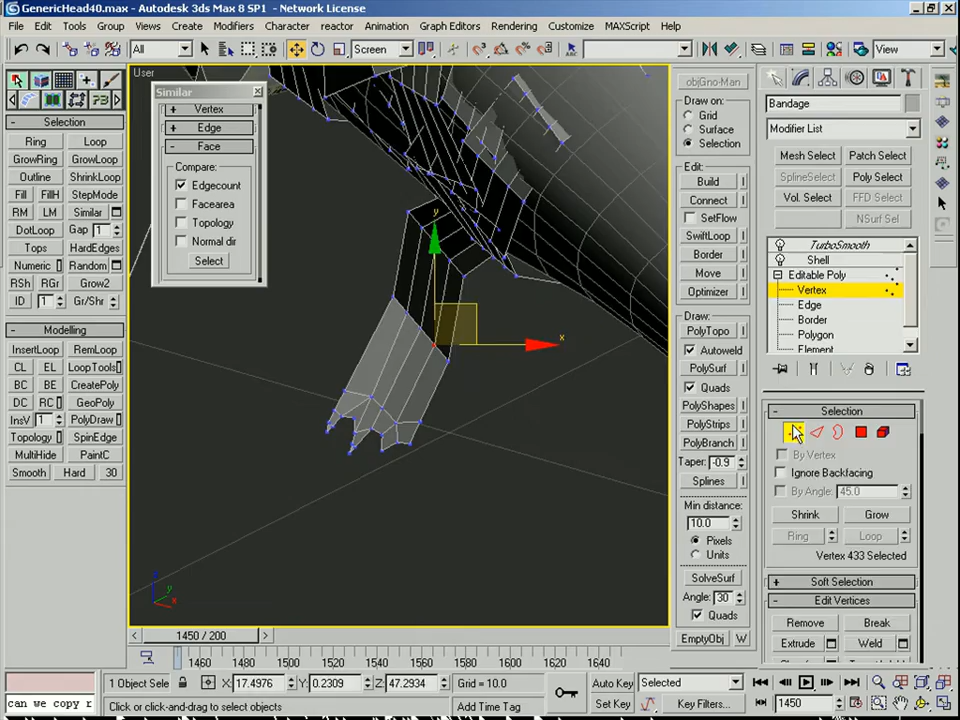 GenericHead40.max - Autodesk 3ds Max 8 SP1 - Network License
File Edit Tools Group Views Create Modifiers Character reactor Animation Graph Editors Rendering Customize MAXScript Help
All Screen View
User
Similar
+ Vertex
+ Edge
- Face
Compare:
Edgecount
Facearea
Topology
Normal dir
Select
- Selection
Ring Loop
GrowRing GrowLoop
Outline ShrinkLoop
Fill FillH StepMode
RM LM Similar
DotLoop Gap 1
Tops HardEdges
Numeric Random
RSh RGr Grow2
ID 1 Gr/Shr
- Modelling
InsertLoop RemLoop
CL EL LoopTools
BC BE CreatePoly
DC RC GeoPoly
InsV 1 PolyDraw
Topology SpinEdge
MultiHide PaintC
Smooth Hard 30
y
x
z
y
x
objGno-Man
Draw on:
Grid
Surface
Selection
Edit:
Build
Connect
SetFlow
SwiftLoop
Border
Move
Optimizer
Draw:
PolyTopo
Autoweld
PolySurf
Quads
PolyShapes
PolyStrips
PolyBranch
Taper: -0.9
Splines
Min distance:
10.0
Pixels
Units
SolveSurf
Angle: 30
Quads
EmptyObj W
Bandage
Modifier List
Mesh Select Patch Select
SplineSelect Poly Select
Vol. Select FFD Select
NSurf Sel
TurboSmooth
Shell
Editable Poly
Vertex
Edge
Border
Polygon
Element
- Selection
By Vertex
Ignore Backfacing
By Angle: 45.0
Shrink Grow
Ring Loop
Vertex 433 Selected
+ Soft Selection
- Edit Vertices
Remove Break
Extrude Weld
1450 / 200
1460 1480 1500 1520 1540 1560 1580 1600 1620 1640
1 Object Sele X: 17.4976 Y: 0.2309 Z: 47.2934 Grid = 10.0 Auto Key Selected
can we copy r Click or click-and-drag to select objects Add Time Tag Set Key Key Filters... 1450